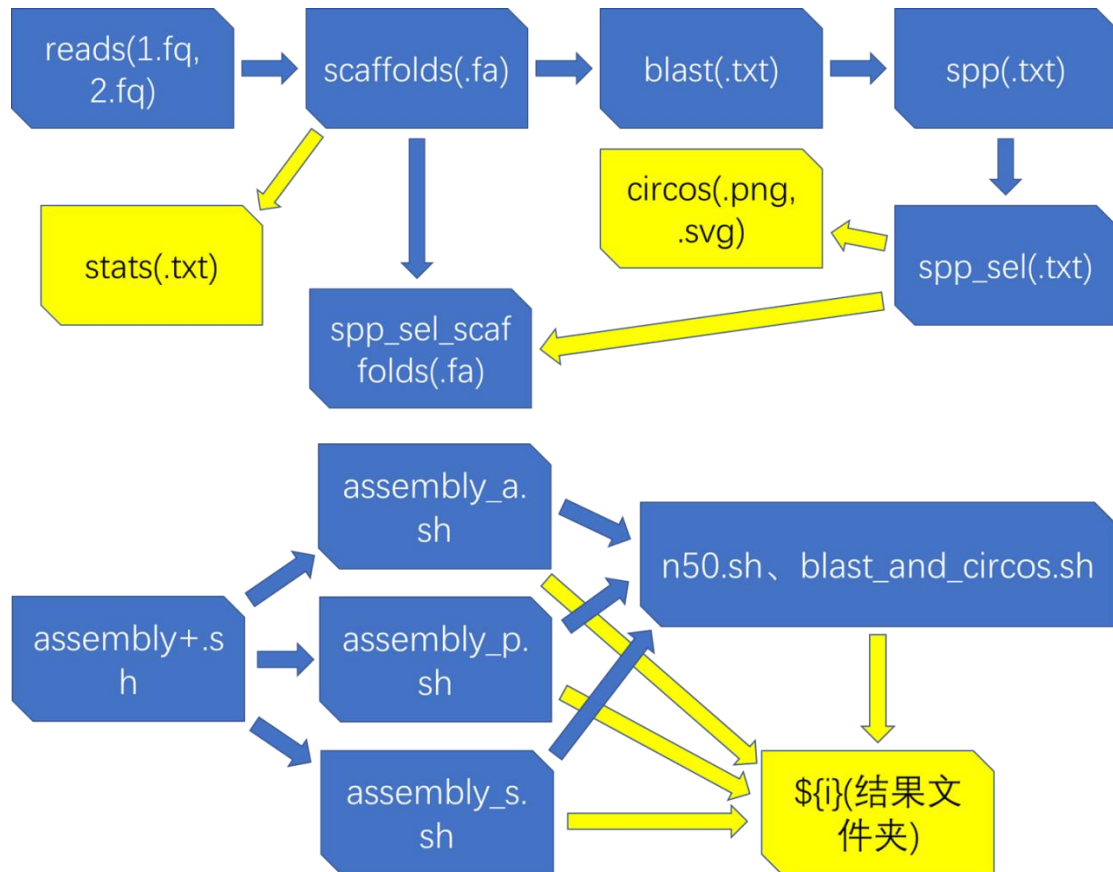 reads(1.fq,
2.fq)
scaffolds(.fa)
blast(.txt)
spp(.txt)
stats(.txt)
circos(.png,
.svg)
spp_sel(.txt)
spp_sel_scaf
folds(.fa)
assembly+.s
h
assembly_a.
sh
assembly_p.
sh
assembly_s.
sh
n50.sh、blast_and_circos.sh
${i}(结果文
件夹)